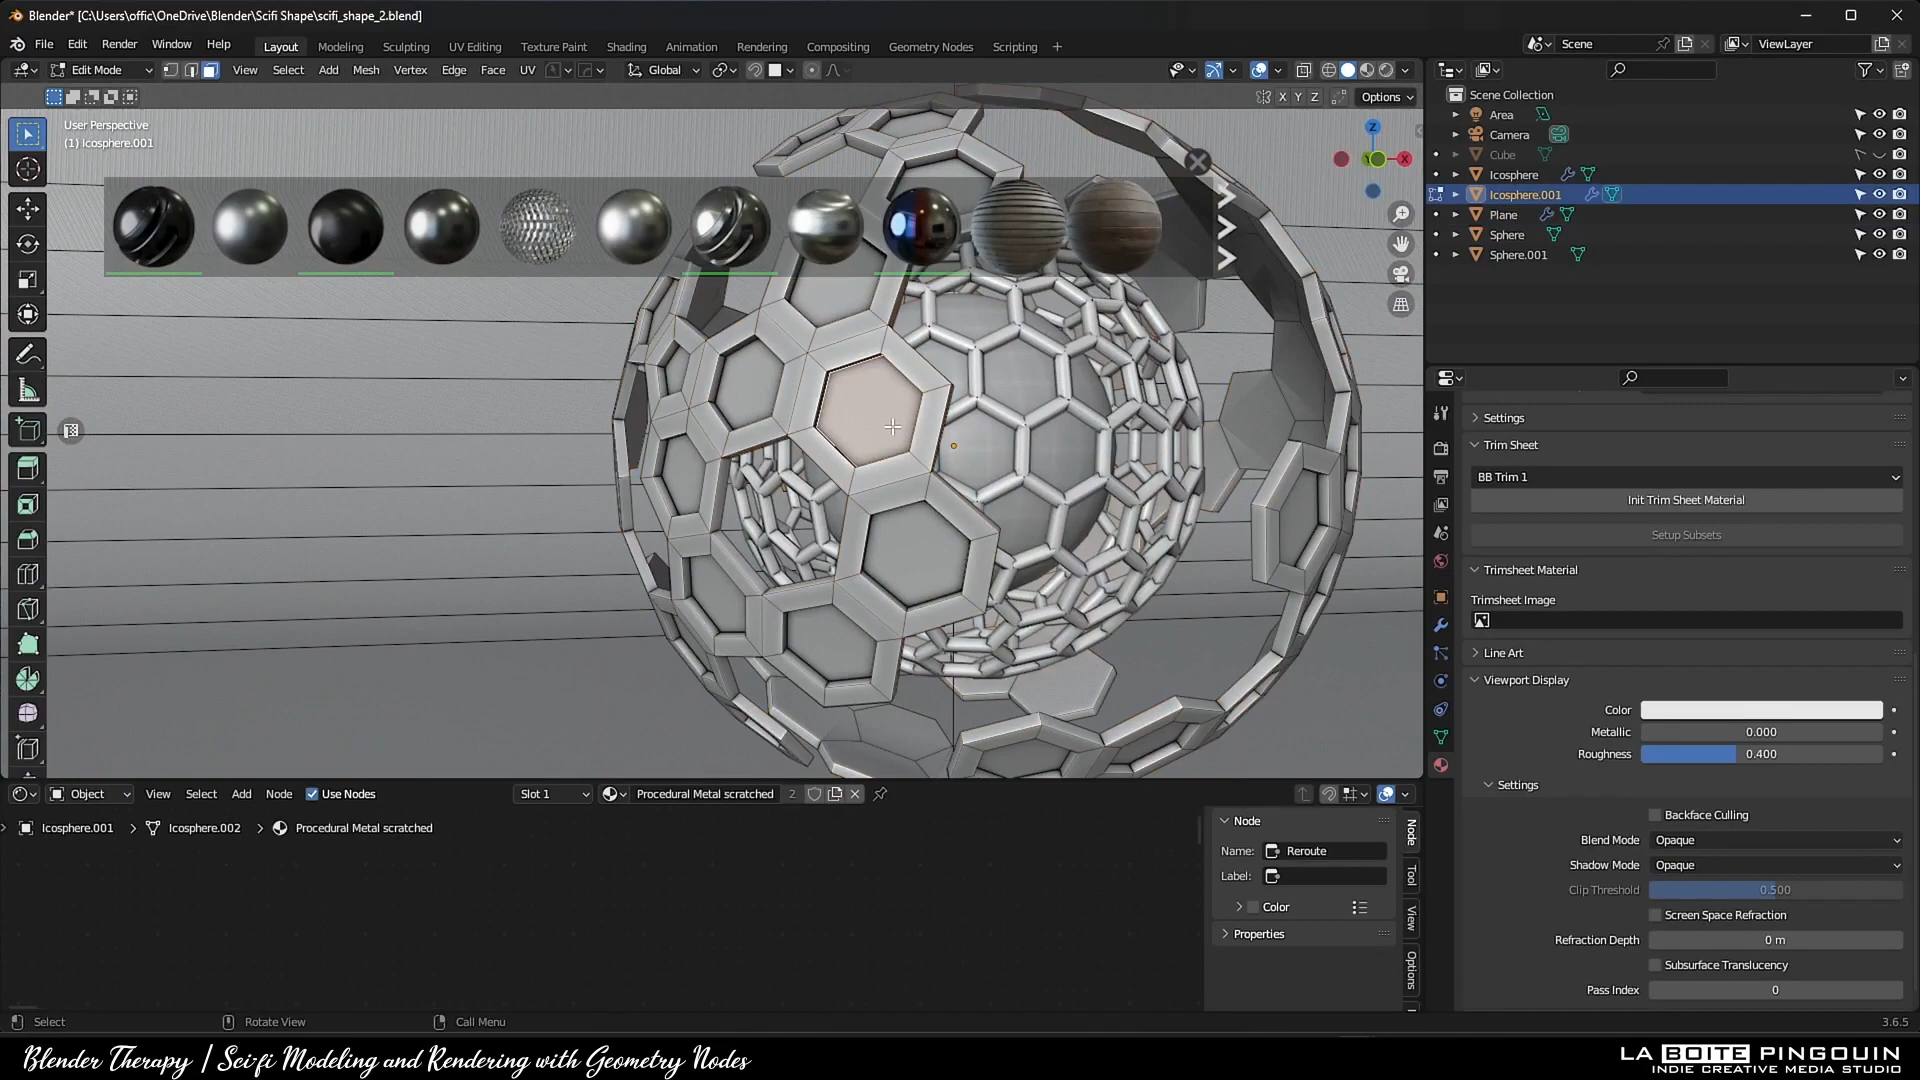 Blender* [C:\Users\offic\OneDrive\Blender\Scifi Shape\scifi_shape_2.blend]
File Edit Render Window Help Layout Modeling Sculpting UV Editing Texture Paint Shading Animation Rendering Compositing Geometry Nodes Scripting + Scene ViewLayer
Edit Mode View Select Add Mesh Vertex Edge Face UV Global
X Y Z Options
User Perspective
(1) Icosphere.001
Z
Y
X
Scene Collection
Area
Camera
Cube
Icosphere
Icosphere.001
Plane
Sphere
Sphere.001
Settings
Trim Sheet
BB Trim 1
Init Trim Sheet Material
Setup Subsets
Trimsheet Material
Trimsheet Image
Line Art
Viewport Display
Color
Metallic 0.000
Roughness 0.400
Settings
Backface Culling
Blend Mode Opaque
Shadow Mode Opaque
Clip Threshold 0.500
Screen Space Refraction
Refraction Depth 0 m
Subsurface Translucency
Pass Index 0
Object View Select Add Node Use Nodes Slot 1 Procedural Metal scratched 2
Icosphere.001 > Icosphere.002 > Procedural Metal scratched
Node
Name: Reroute
Label:
Color
Properties
Node
Tool
View
Options
Select Rotate View Call Menu 3.6.5
Blender Therapy | Sci-fi Modeling and Rendering with Geometry Nodes
LA BOITE PINGOUIN
INDIE CREATIVE MEDIA STUDIO